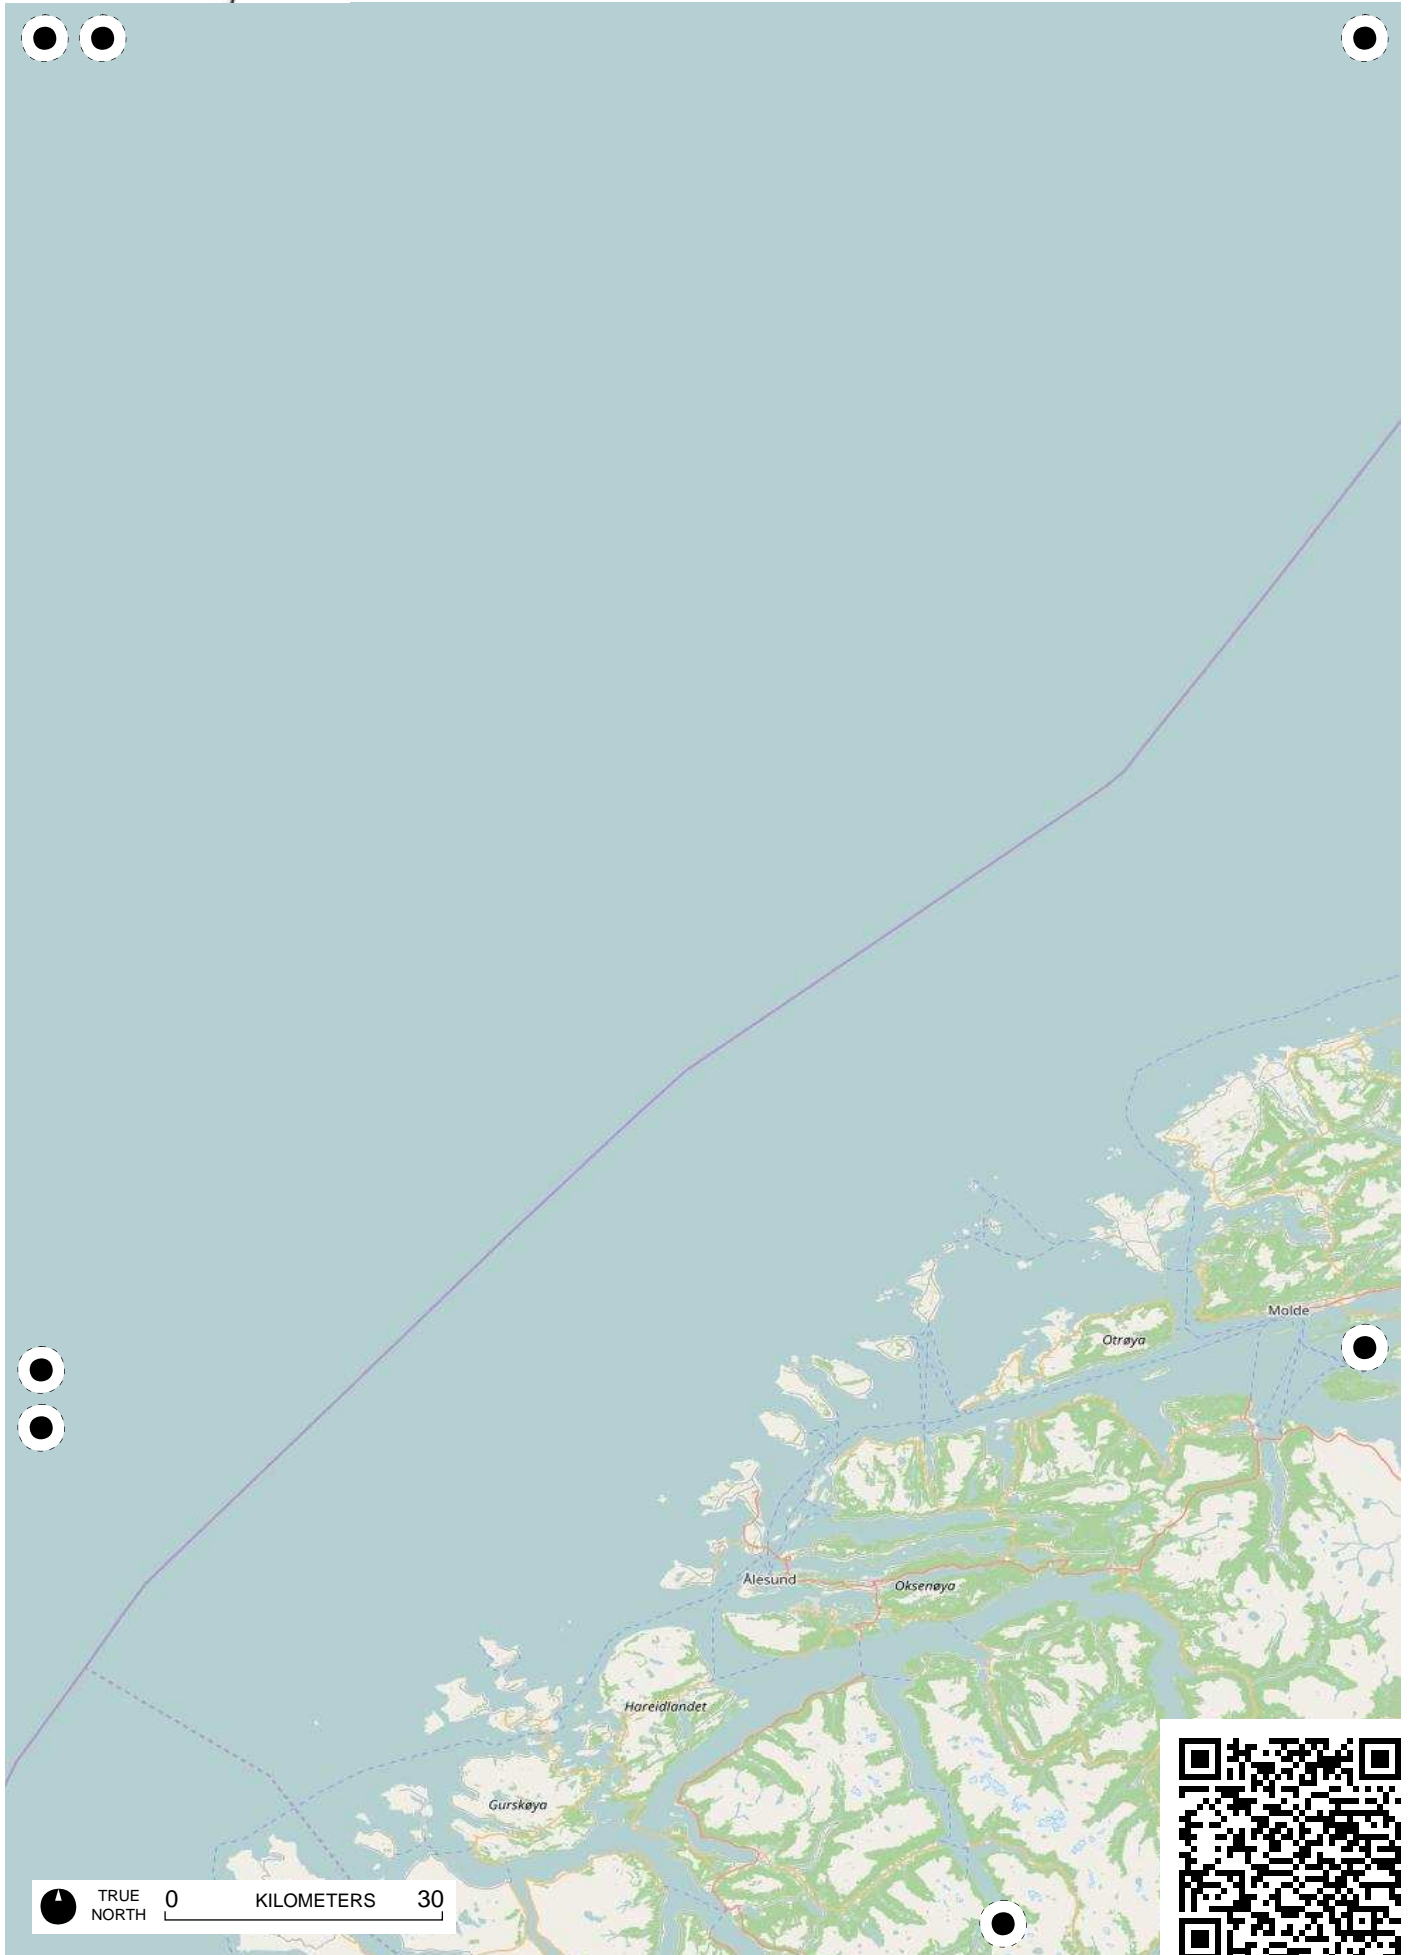 Molde
Otrøya
Ålesund
Oksenøya
Hareidlandet
Gurskøya
TRUE
NORTH
0 KILOMETERS 30